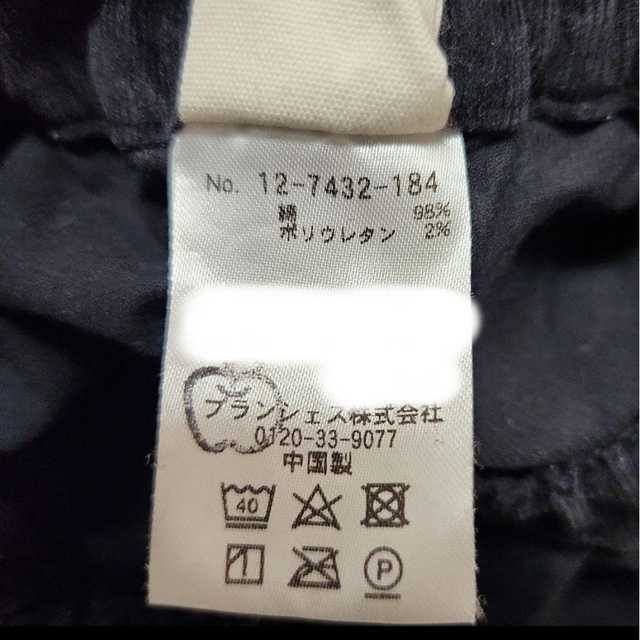 No. 12-7432-184
綿 98%
ポリウレタン 2%
ブランシェス株式会社
0120-33-9077
中国製
40
P